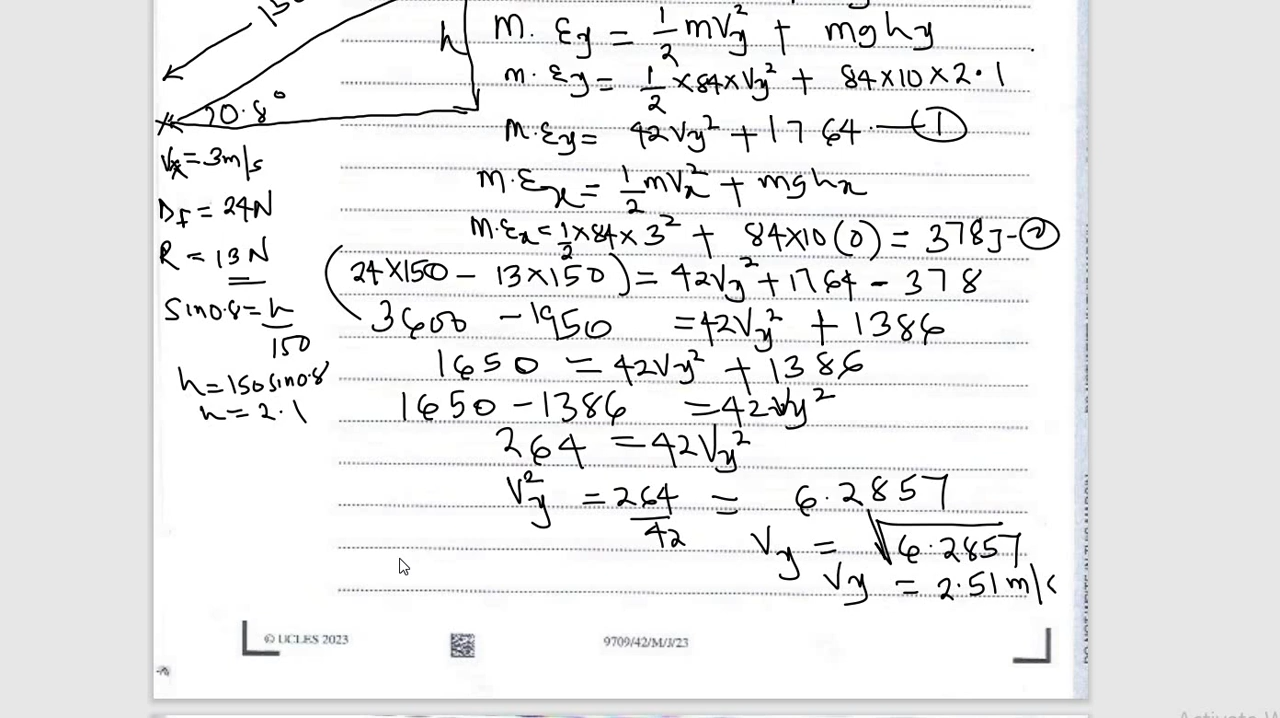 150
h
20.8°
Vx = 3m/s
Df = 24N
R = 13N
Sin0.8 = h
150
h = 150sin0.8
h = 2.1
M. Ey = 1/2 mVy² + mghy
m. Ey = 1/2 × 84 × Vy² + 84 × 10 × 2.1
M. Ey = 42Vy² + 1764 — ①
M. Ex = 1/2 mVx² + mghx
M. Ex = 1/2 × 84 × 3² + 84×10(0) = 378J - ②
(24×150 - 13×150) = 42Vy² + 1764 - 378
3600 - 1950 = 42Vy² + 1386
1650 = 42Vy² + 1386
1650 - 1386 = 42Vy²
264 = 42Vy²
Vy² = 264/42 = 6.2857
Vy = √6.2857
Vy = 2.51 m/s
© UCLES 2023
9709/42/M/J/23